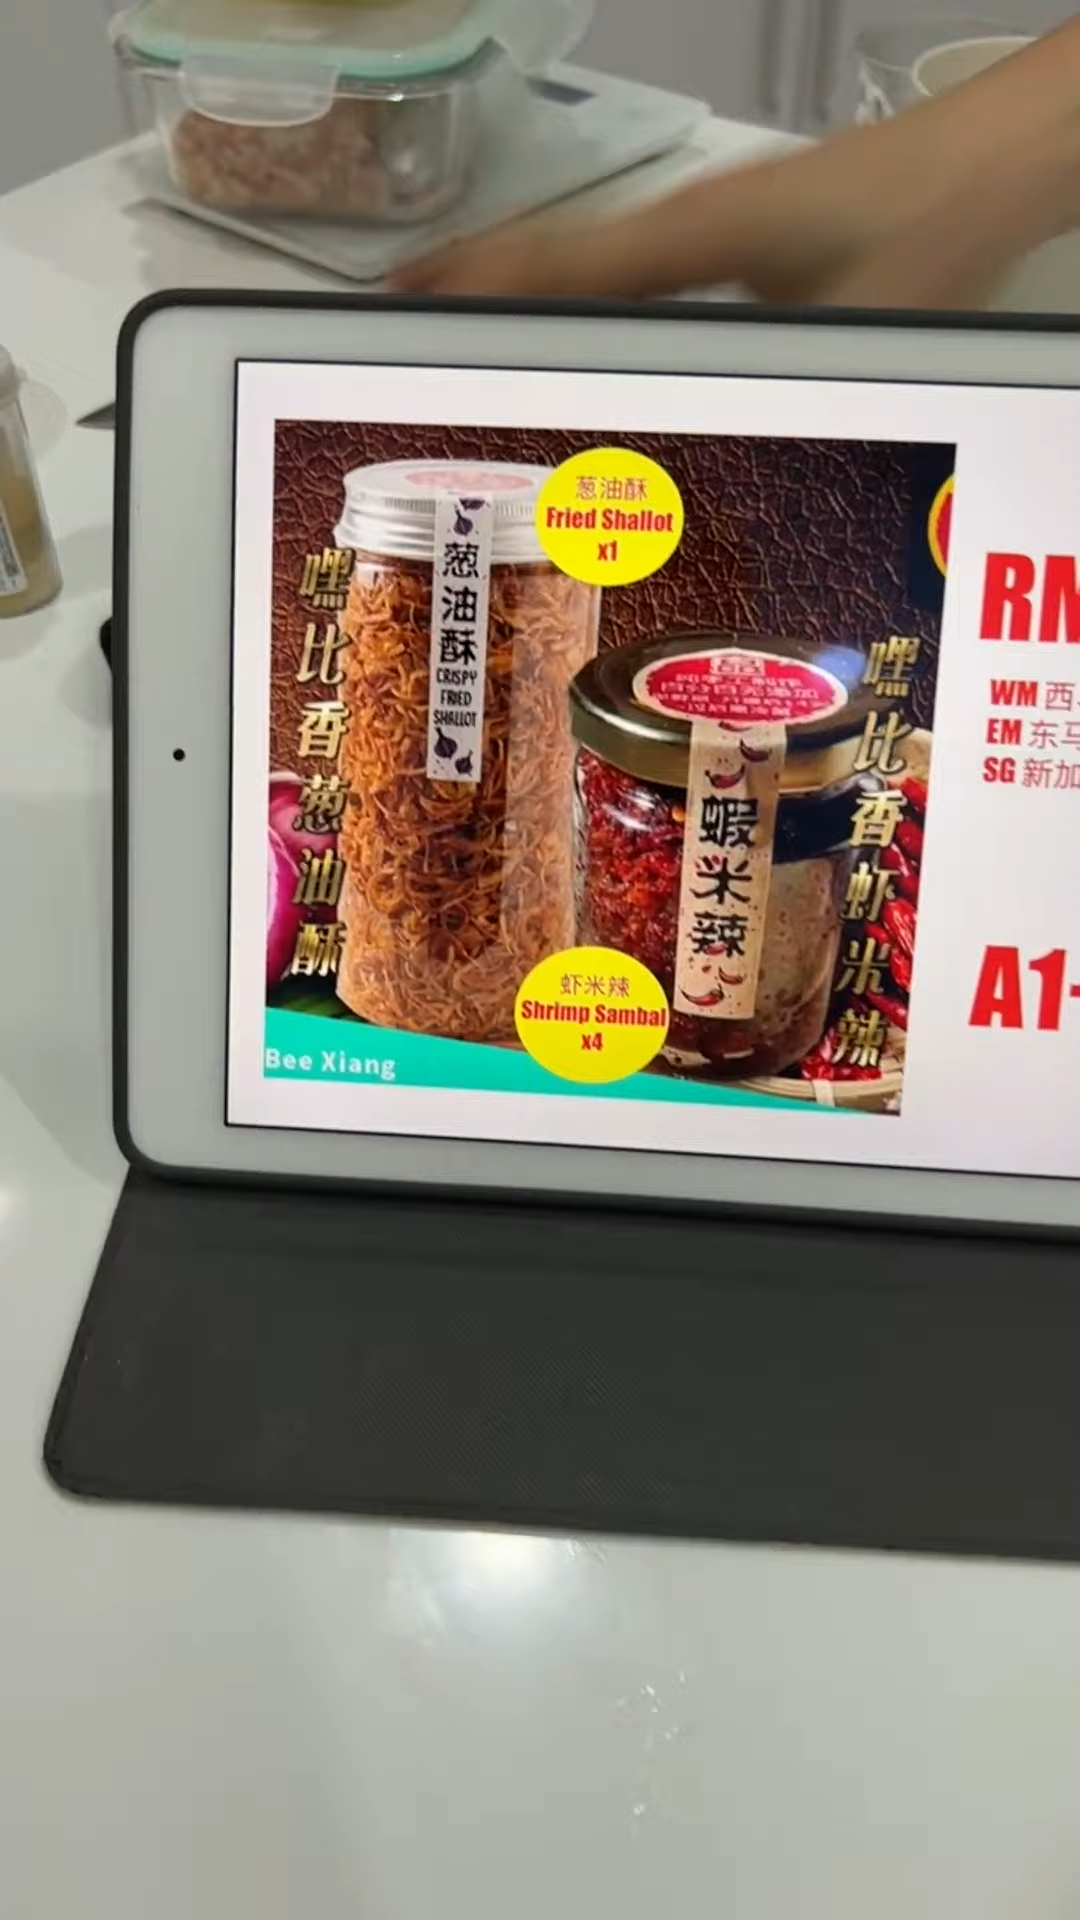 葱油酥
Fried Shallot
x1
嘿比香葱油酥
葱油酥
CRISPY
FRIED
SHALLOT
蝦米辣
嘿比香虾米辣
虾米辣
Shrimp Sambal
x4
Bee Xiang
RM
WM 西
EM 东马
SG 新加
A1-